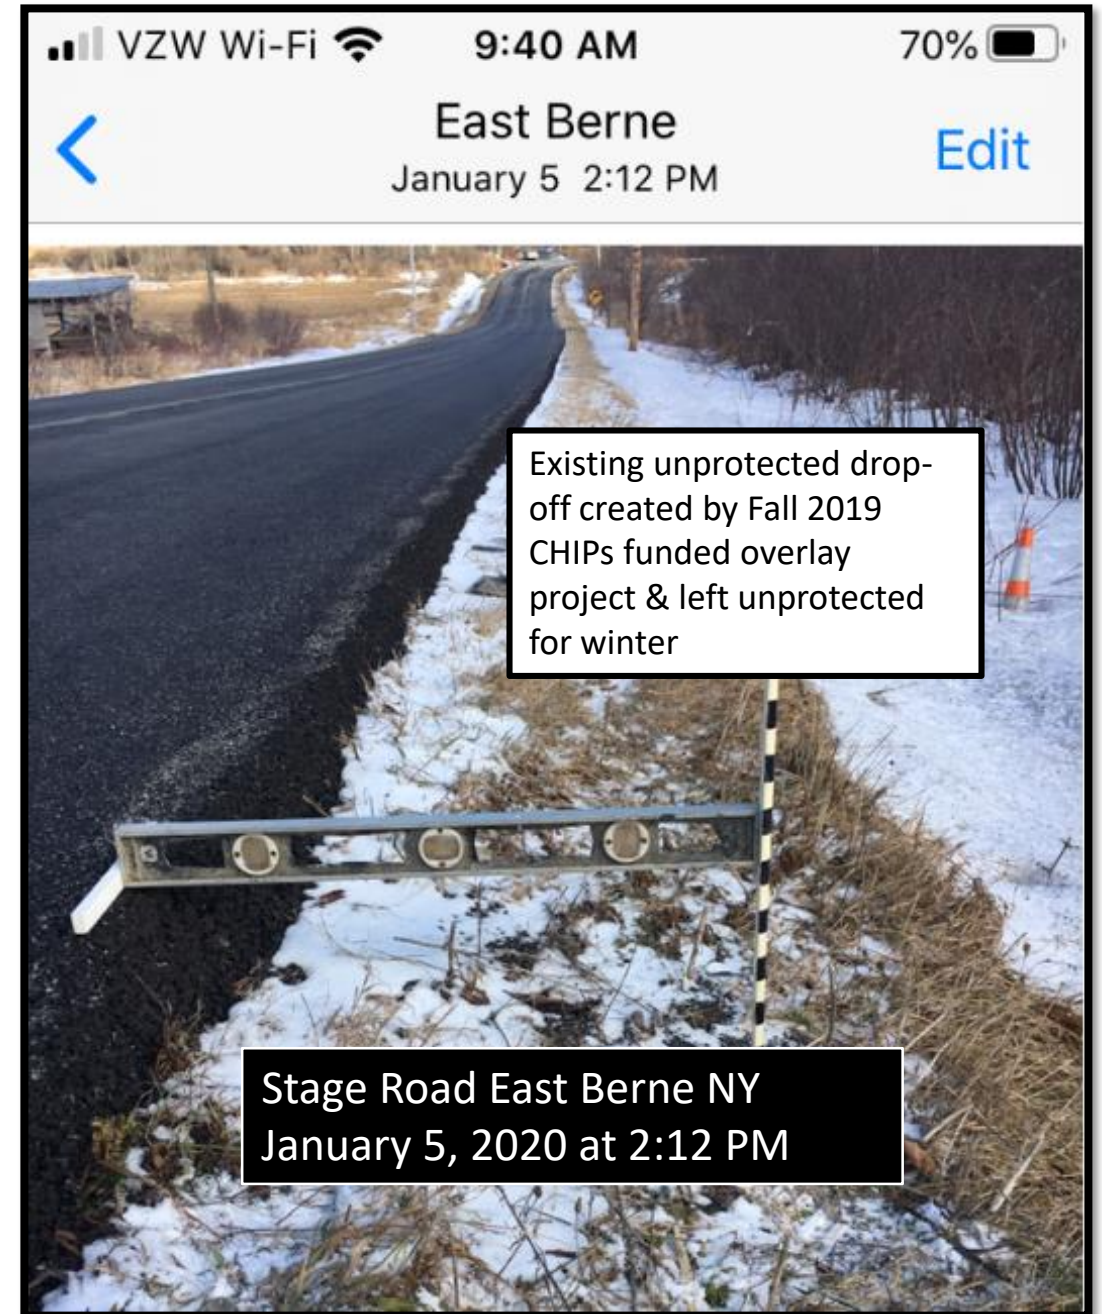 VZW Wi-Fi 9:40 AM 70%
East Berne
January 5 2:12 PM
Edit
Existing unprotected drop-
off created by Fall 2019
CHIPs funded overlay
project & left unprotected
for winter
Stage Road East Berne NY
January 5, 2020 at 2:12 PM